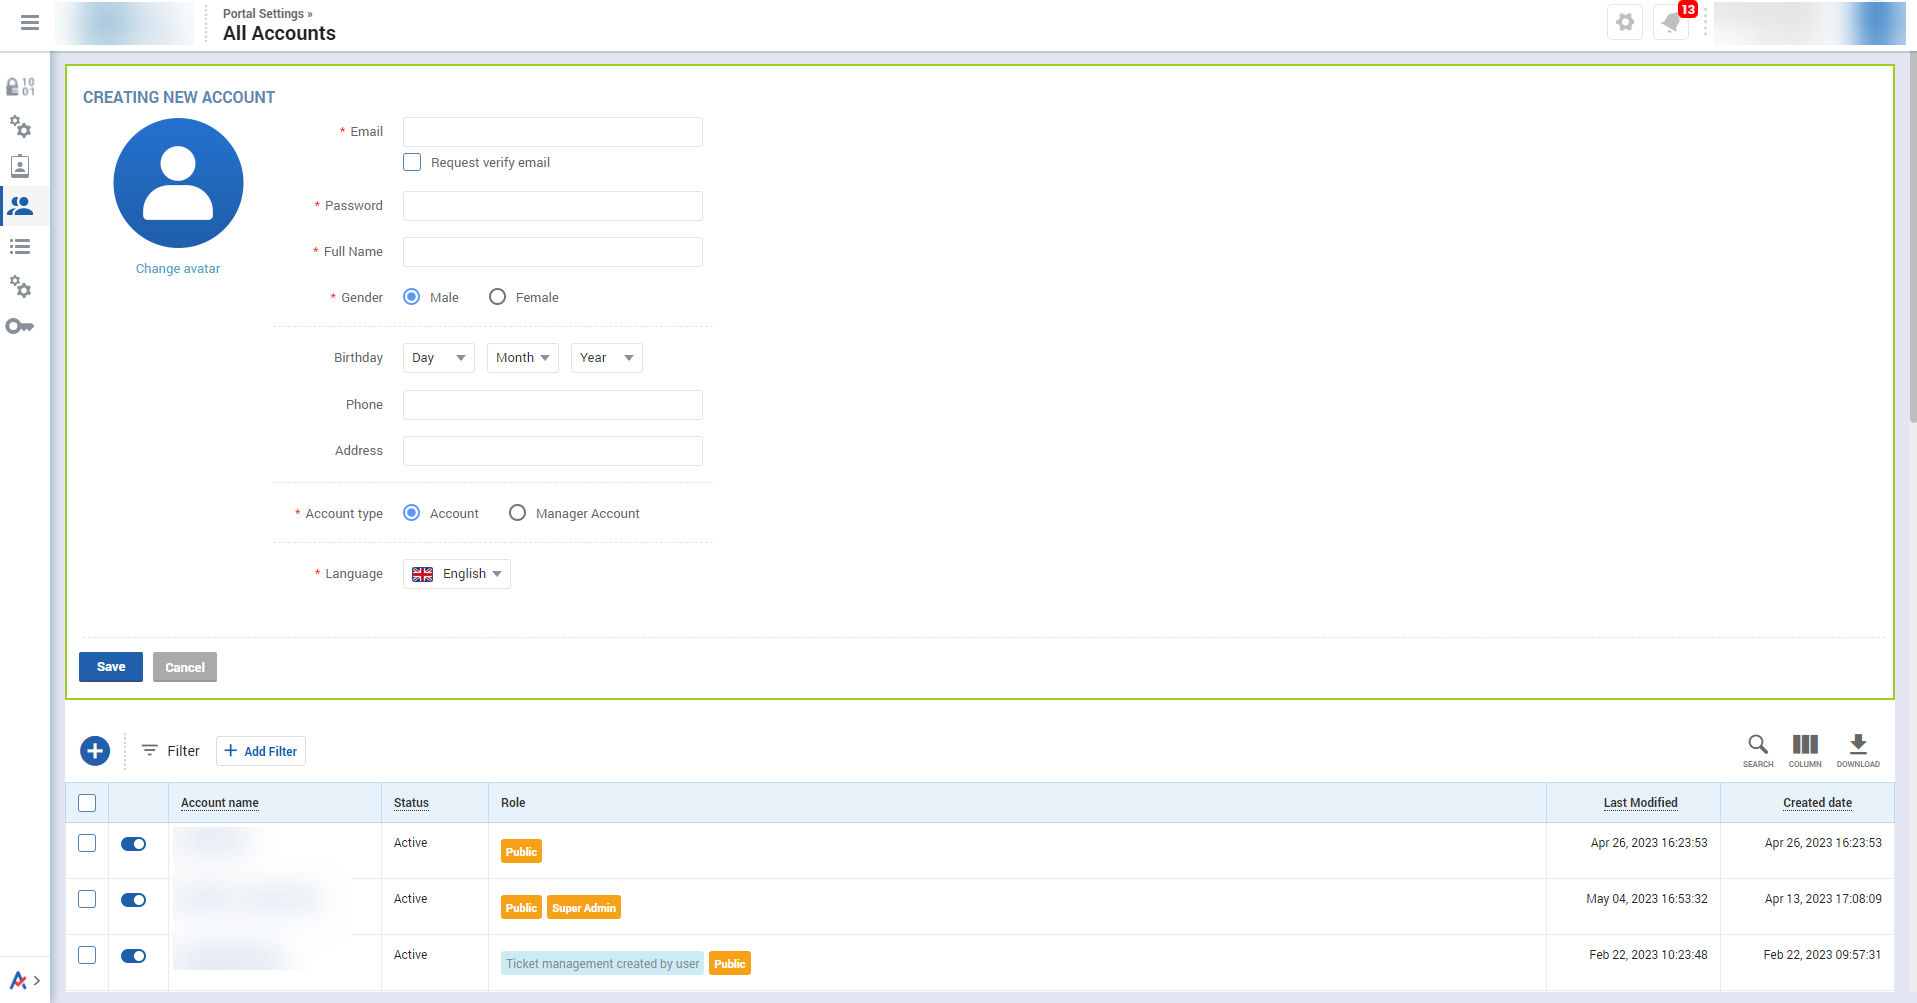 Portal Settings »
All Accounts
13
10
01
CREATING NEW ACCOUNT
* Email
Request verify email
* Password
* Full Name
Change avatar
* Gender Male Female
Birthday Day Month Year
Phone
Address
* Account type Account Manager Account
* Language English
Save Cancel
Filter + Add Filter
SEARCH COLUMN DOWNLOAD
Account name Status Role Last Modified Created date
Active Public Apr 26, 2023 16:23:53 Apr 26, 2023 16:23:53
Active Public Super Admin May 04, 2023 16:53:32 Apr 13, 2023 17:08:09
Active Ticket management created by user Public Feb 22, 2023 10:23:48 Feb 22, 2023 09:57:31